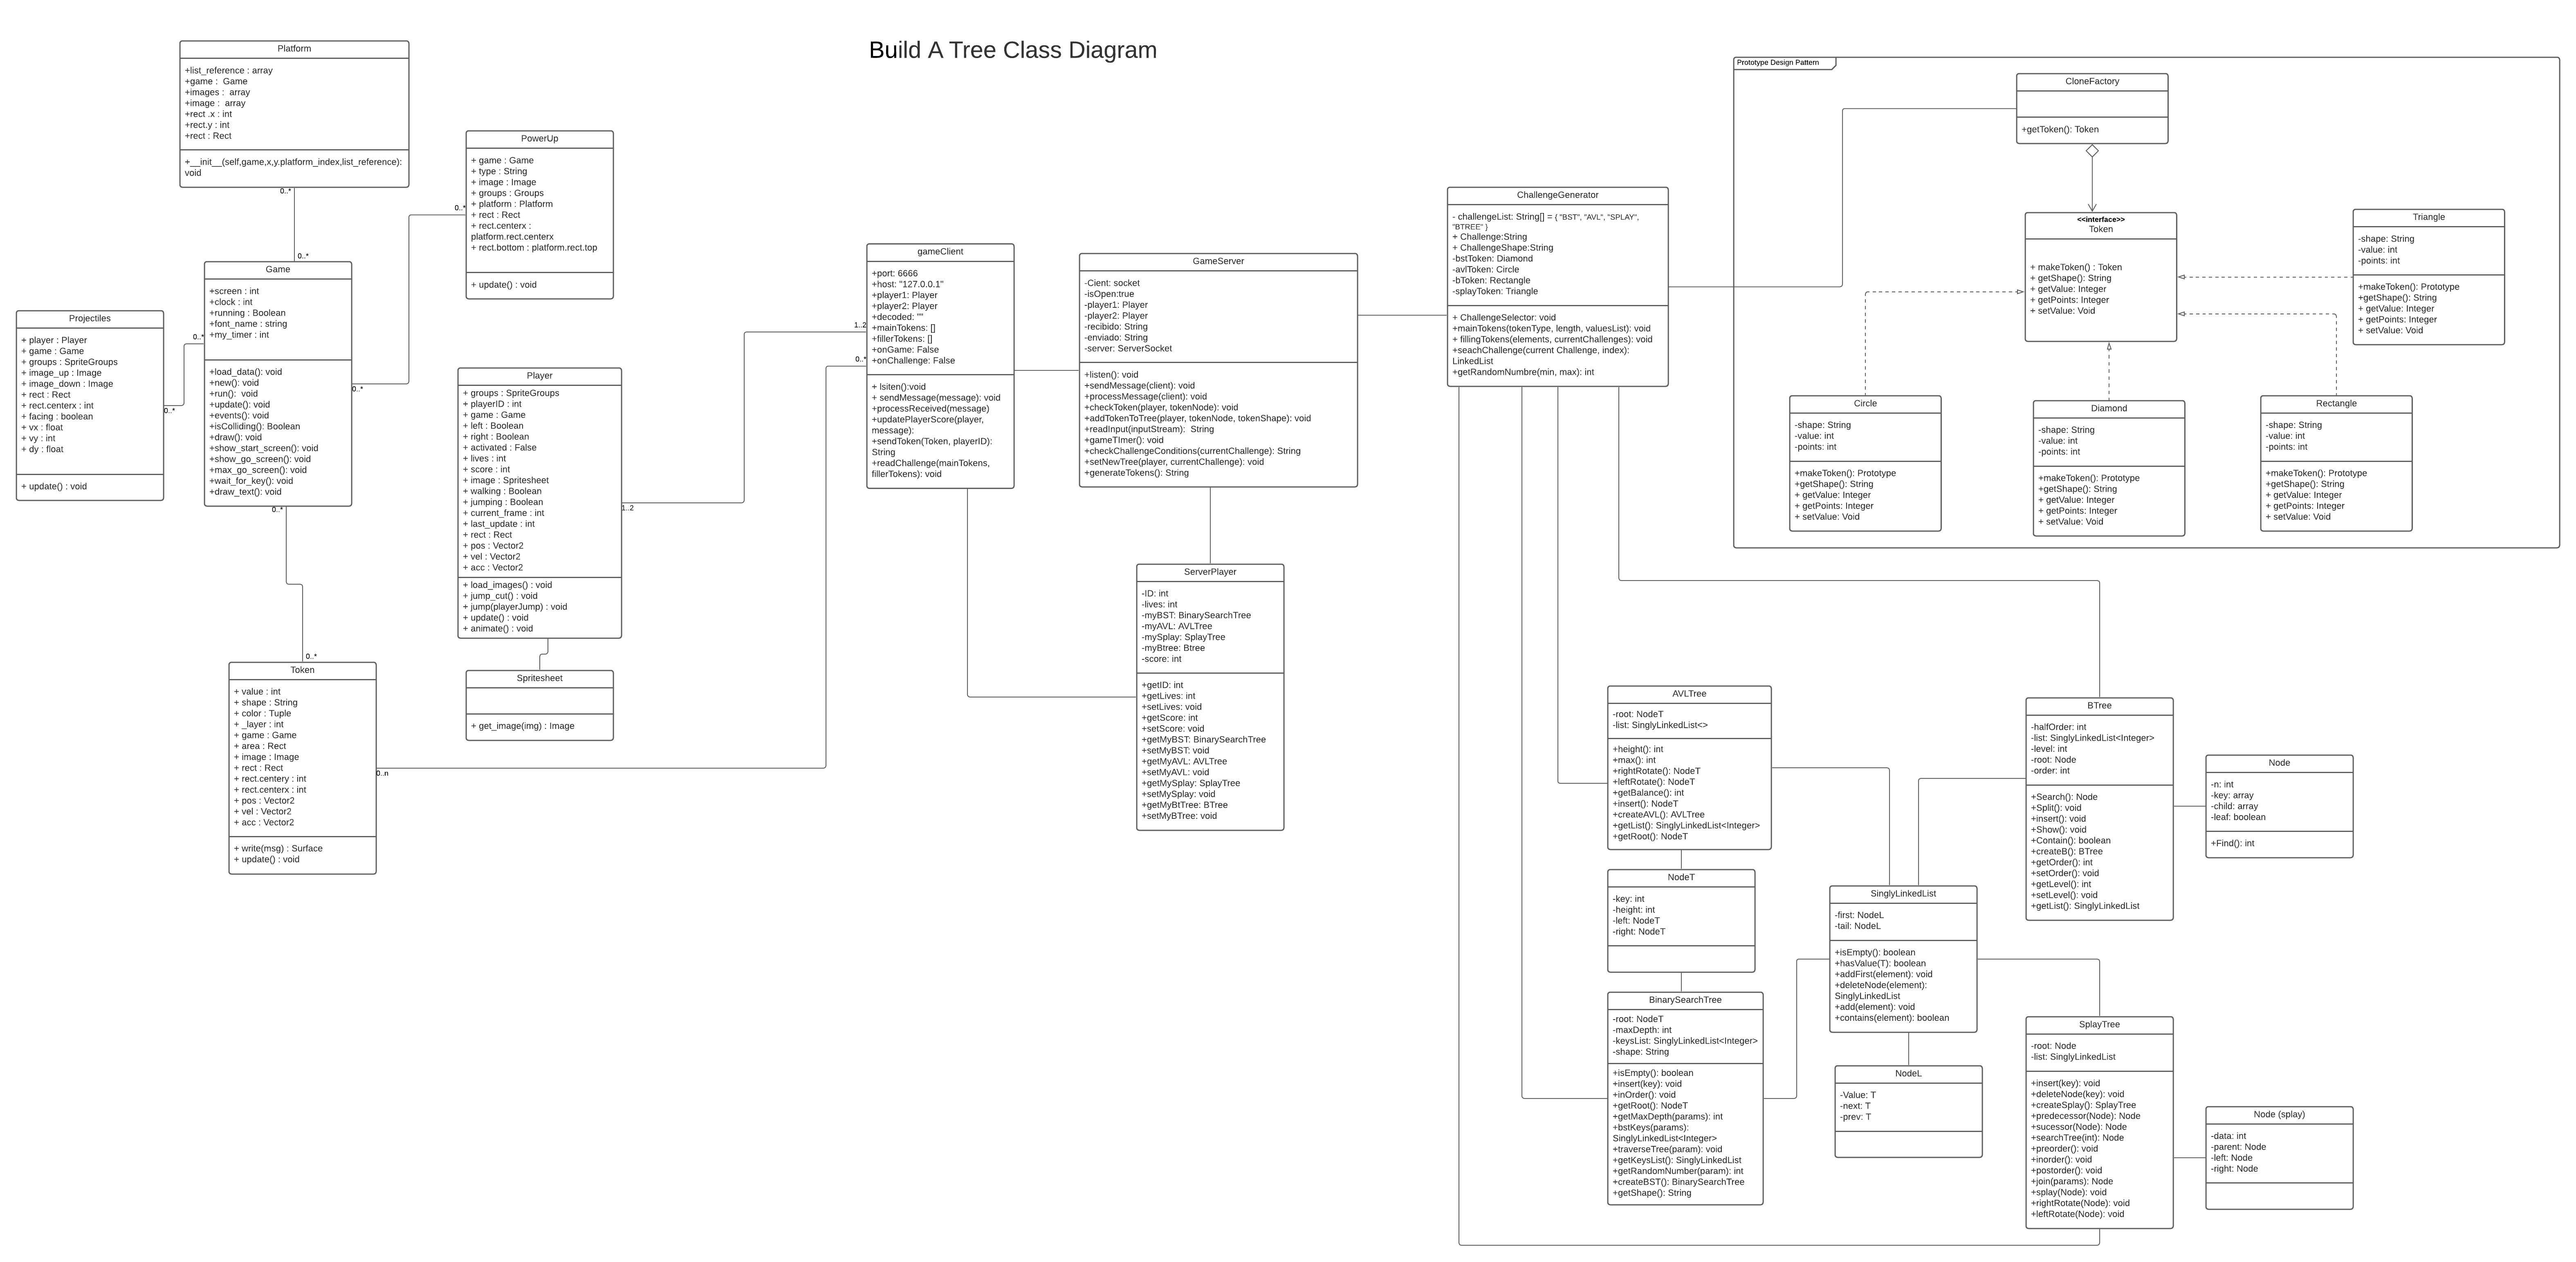 Build A Tree Class Diagram
Platform
+list_reference : array
+game :  Game
+images :  array
+image :  array
+rect .x : int
+rect.y : int
+rect : Rect
+__init__(self,game,x,y.platform_index,list_reference):
void
0..*
0..*
Game
+screen : int
+clock : int
+running : Boolean
+font_name : string
+my_timer : int
+load_data(): void
+new(): void
+run():  void
+update(): void
+events(): void
+isColliding(): Boolean
+draw(): void
+show_start_screen(): void
+show_go_screen(): void
+max_go_screen(): void
+wait_for_key(): void
+draw_text(): void
0..*
0..*
0..*
0..*
Projectiles
+ player : Player
+ game : Game
+ groups : SpriteGroups
+ image_up : Image
+ image_down : Image
+ rect : Rect
+ rect.centerx : int
+ facing : boolean
+ vx : float
+ vy : int
+ dy : float
+ update() : void
0..*
PowerUp
+ game : Game
+ type : String
+ image : Image
+ groups : Groups
+ platform : Platform
+ rect : Rect
+ rect.centerx :
platform.rect.centerx
+ rect.bottom : platform.rect.top
+ update() : void
0..*
Token
+ value : int
+ shape : String
+ color : Tuple
+ _layer : int
+ game : Game
+ area : Rect
+ image : Image
+ rect : Rect
+ rect.centery : int
+ rect.centerx : int
+ pos : Vector2
+ vel : Vector2
+ acc : Vector2
+ write(msg) : Surface
+ update() : void
0..n
Player
+ groups : SpriteGroups
+ playerID : int
+ game : Game
+ left : Boolean
+ right : Boolean
+ activated : False
+ lives : int
+ score : int
+ image : Spritesheet
+ walking : Boolean
+ jumping : Boolean
+ current_frame : int
+ last_update : int
+ rect : Rect
+ pos : Vector2
+ vel : Vector2
+ acc : Vector2
+ load_images() : void
+ jump_cut() : void
+ jump(playerJump) : void
+ update() : void
+ animate() : void
1..2
Spritesheet
+ get_image(img) : Image
1..2
0..*
gameClient
+port: 6666
+host: "127.0.0.1"
+player1: Player
+player2: Player
+decoded: ""
+mainTokens: []
+fillerTokens: []
+onGame: False
+onChallenge: False
+ lsiten():void
+ sendMessage(message): void
+processReceived(message)
+updatePlayerScore(player,
message):
+sendToken(Token, playerID):
String
+readChallenge(mainTokens,
fillerTokens): void
GameServer
-Cient: socket
-isOpen:true
-player1: Player
-player2: Player
-recibido: String
-enviado: String
-server: ServerSocket
+listen(): void
+sendMessage(client): void
+processMessage(client): void
+checkToken(player, tokenNode): void
+addTokenToTree(player, tokenNode, tokenShape): void
+readInput(inputStream):  String
+gameTImer(): void
+checkChallengeConditions(currentChallenge): String
+setNewTree(player, currentChallenge): void
+generateTokens(): String
ServerPlayer
-ID: int
-lives: int
-myBST: BinarySearchTree
-myAVL: AVLTree
-mySplay: SplayTree
-myBtree: Btree
-score: int
+getID: int
+getLives: int
+setLives: void
+getScore: int
+setScore: void
+getMyBST: BinarySearchTree
+setMyBST: void
+getMyAVL: AVLTree
+setMyAVL: void
+getMySplay: SplayTree
+setMySplay: void
+getMyBtTree: BTree
+setMyBTree: void
ChallengeGenerator
- challengeList: String[] = { "BST", "AVL", "SPLAY",
"BTREE" }
+ Challenge:String
+ ChallengeShape:String
-bstToken: Diamond
-avlToken: Circle
-bToken: Rectangle
-splayToken: Triangle
+ ChallengeSelector: void
+mainTokens(tokenType, length, valuesList): void
+ fillingTokens(elements, currentChallenges): void
+seachChallenge(current Challenge, index):
LinkedList
+getRandomNumbre(min, max): int
Prototype Design Pattern
CloneFactory
+getToken(): Token
<<interface>>
Token
+ makeToken() : Token
+ getShape(): String
+ getValue: Integer
+ getPoints: Integer
+ setValue: Void
Triangle
-shape: String
-value: int
-points: int
+makeToken(): Prototype
+getShape(): String
+ getValue: Integer
+ getPoints: Integer
+ setValue: Void
Circle
-shape: String
-value: int
-points: int
+makeToken(): Prototype
+getShape(): String
+ getValue: Integer
+ getPoints: Integer
+ setValue: Void
Diamond
-shape: String
-value: int
-points: int
+makeToken(): Prototype
+getShape(): String
+ getValue: Integer
+ getPoints: Integer
+ setValue: Void
Rectangle
-shape: String
-value: int
-points: int
+makeToken(): Prototype
+getShape(): String
+ getValue: Integer
+ getPoints: Integer
+ setValue: Void
AVLTree
-root: NodeT
-list: SinglyLinkedList<>
+height(): int
+max(): int
+rightRotate(): NodeT
+leftRotate(): NodeT
+getBalance(): int
+insert(): NodeT
+createAVL(): AVLTree
+getList(): SinglyLinkedList<Integer>
+getRoot(): NodeT
NodeT
-key: int
-height: int
-left: NodeT
-right: NodeT
BinarySearchTree
-root: NodeT
-maxDepth: int
-keysList: SinglyLinkedList<Integer>
-shape: String
+isEmpty(): boolean
+insert(key): void
+inOrder(): void
+getRoot(): NodeT
+getMaxDepth(params): int
+bstKeys(params):
SinglyLinkedList<Integer>
+traverseTree(param): void
+getKeysList(): SinglyLinkedList
+getRandomNumber(param): int
+createBST(): BinarySearchTree
+getShape(): String
SinglyLinkedList
-first: NodeL
-tail: NodeL
+isEmpty(): boolean
+hasValue(T): boolean
+addFirst(element): void
+deleteNode(element):
SinglyLinkedList
+add(element): void
+contains(element): boolean
NodeL
-Value: T
-next: T
-prev: T
BTree
-halfOrder: int
-list: SinglyLinkedList<Integer>
-level: int
-root: Node
-order: int
+Search(): Node
+Split(): void
+insert(): void
+Show(): void
+Contain(): boolean
+createB(): BTree
+getOrder(): int
+setOrder(): void
+getLevel(): int
+setLevel(): void
+getList(): SinglyLinkedList
Node
-n: int
-key: array
-child: array
-leaf: boolean
+Find(): int
SplayTree
-root: Node
-list: SinglyLinkedList
+insert(key): void
+deleteNode(key): void
+createSplay(): SplayTree
+predecessor(Node): Node
+sucessor(Node): Node
+searchTree(int): Node
+preorder(): void
+inorder(): void
+postorder(): void
+join(params): Node
+splay(Node): void
+rightRotate(Node): void
+leftRotate(Node): void
Node (splay)
-data: int
-parent: Node
-left: Node
-right: Node